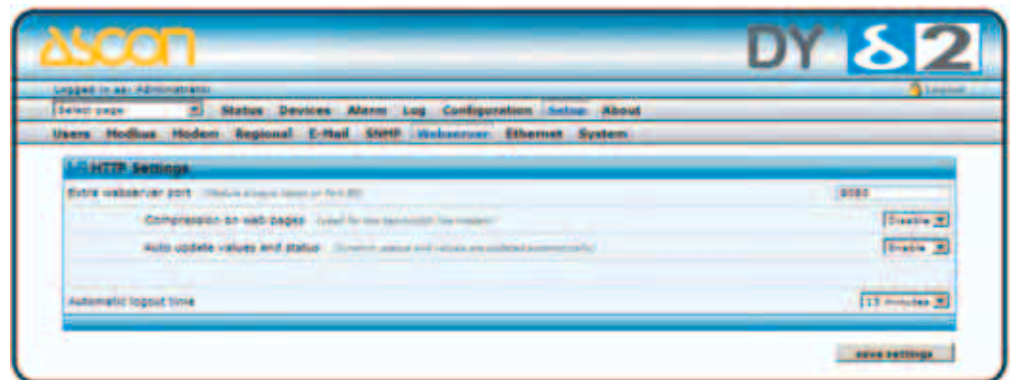 ascon
DY 82
Logged in as: Administrator
Logout
Select page Status Devices Alarm Log Configuration Setup About
Users Modbus Modem Regional E-Mail SNMP Webserver Ethernet System
HTTP Settings
Extra webserver port 8080
Compression on web pages Disable
Auto update values and status Enable
Automatic logout time 15 minutes
save settings